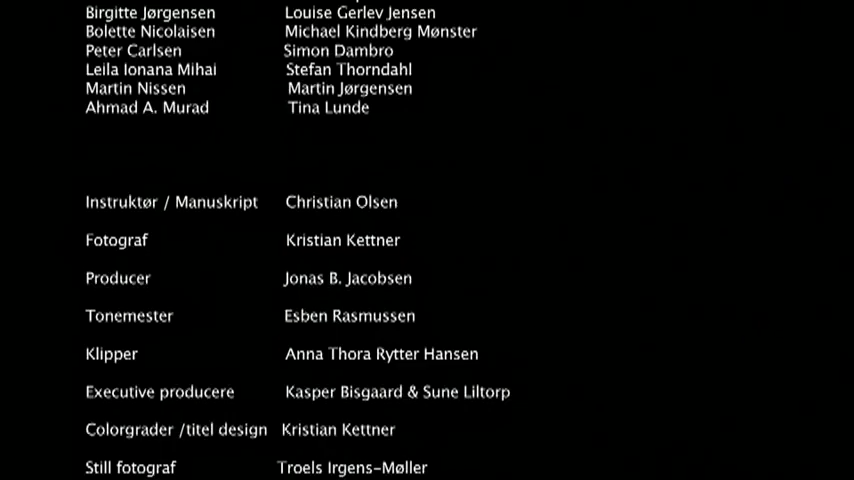 Birgitte Jørgensen Louise Gerlev Jensen
Bolette Nicolaisen Michael Kindberg Mønster
Peter Carlsen Simon Dambro
Leila Ionana Mihai Stefan Thorndahl
Martin Nissen Martin Jørgensen
Ahmad A. Murad Tina Lunde
Instruktør / Manuskript Christian Olsen
Fotograf Kristian Kettner
Producer Jonas B. Jacobsen
Tonemester Esben Rasmussen
Klipper Anna Thora Rytter Hansen
Executive producere Kasper Bisgaard & Sune Liltorp
Colorgrader /titel design Kristian Kettner
Still fotograf Troels Irgens-Møller